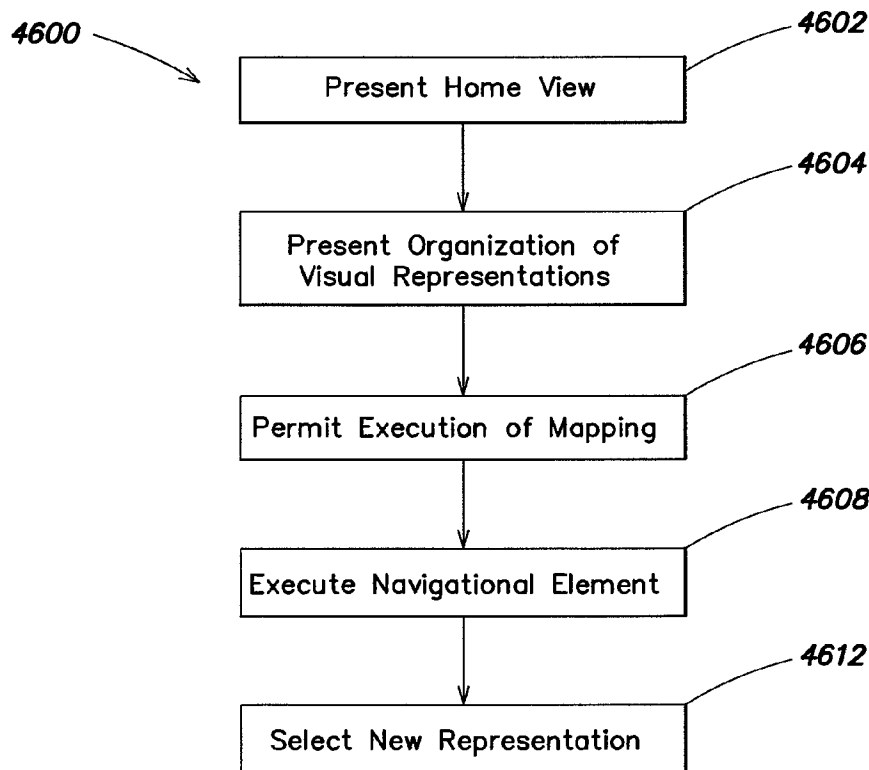 4600
4602
Present Home View
4604
Present Organization of
Visual Representations
4606
Permit Execution of Mapping
4608
Execute Navigational Element
4612
Select New Representation